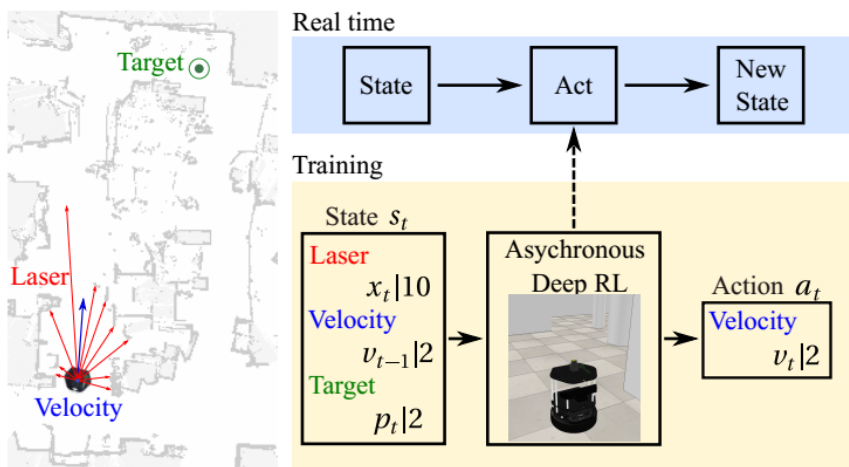 Target
Laser
Velocity
Real time
State
Act
New
State
Training
State s_t
Laser
x_t|10
Velocity
v_{t−1}|2
Target
p_t|2
Asychronous
Deep RL
Action a_t
Velocity
v_t|2